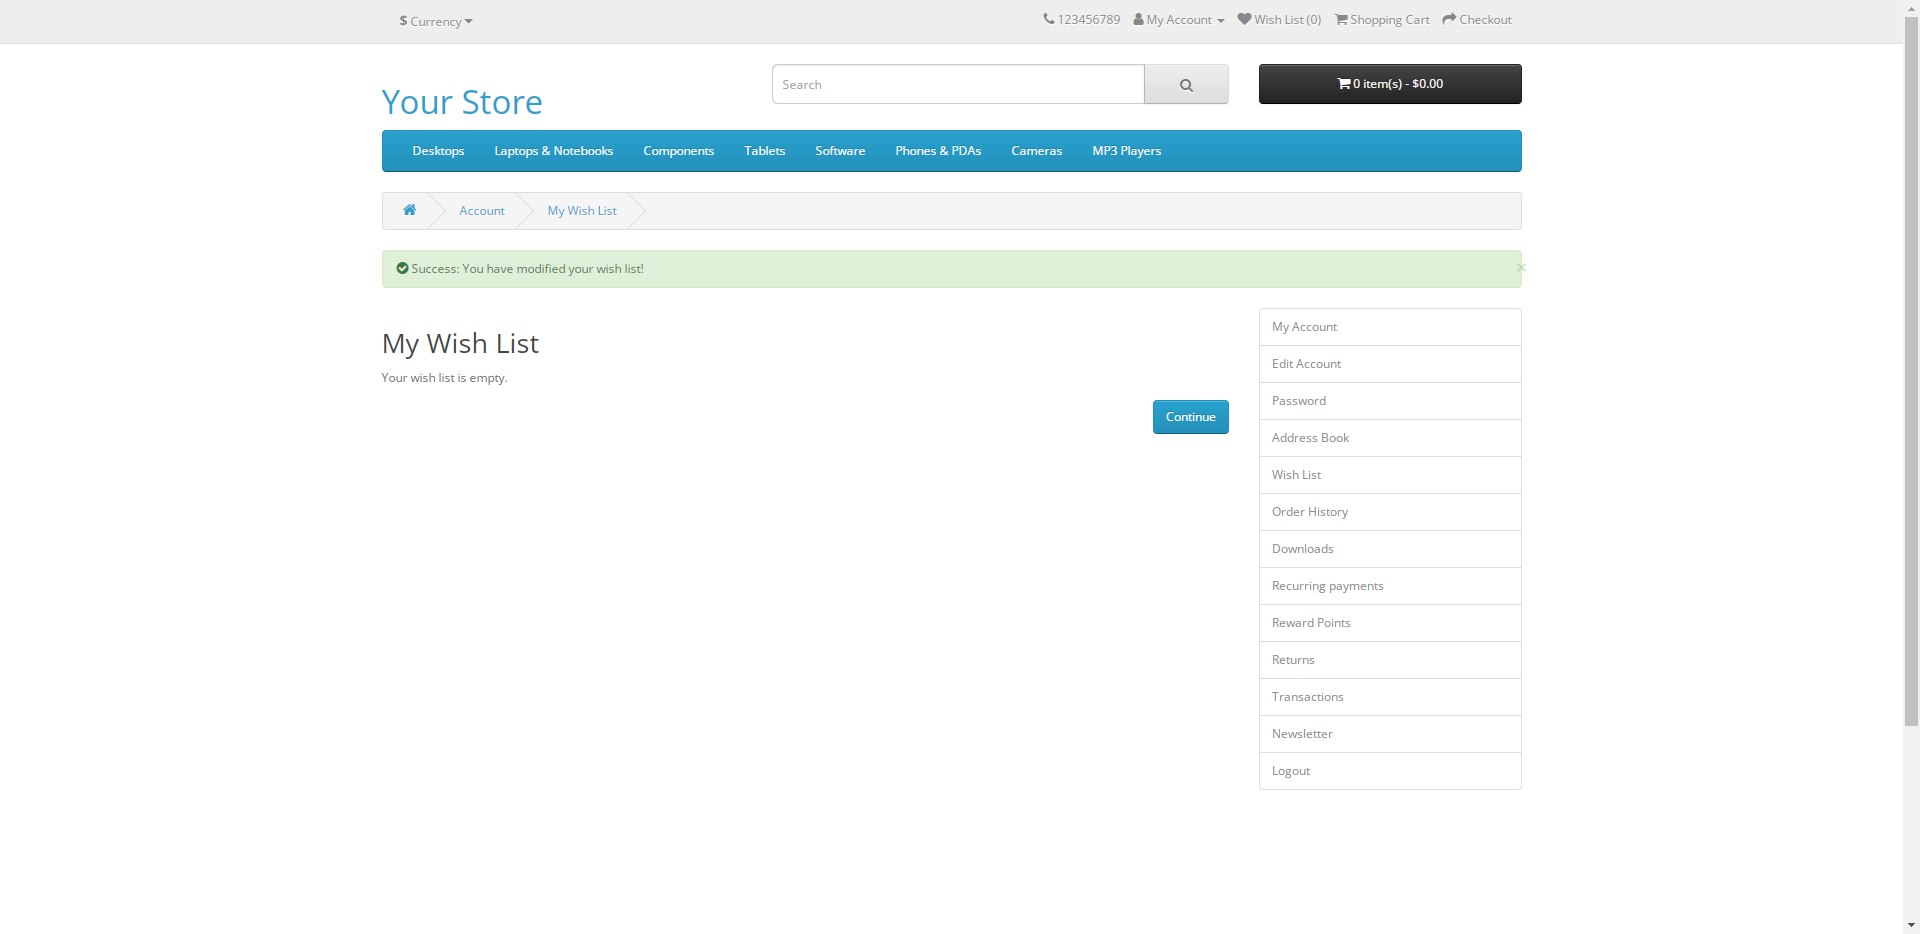 $ Currency
123456789 My Account Wish List (0) Shopping Cart Checkout
Your Store
Search
0 item(s) - $0.00
Desktops Laptops & Notebooks Components Tablets Software Phones & PDAs Cameras MP3 Players
Account My Wish List
Success: You have modified your wish list! ×
My Wish List
Your wish list is empty.
Continue
My Account
Edit Account
Password
Address Book
Wish List
Order History
Downloads
Recurring payments
Reward Points
Returns
Transactions
Newsletter
Logout